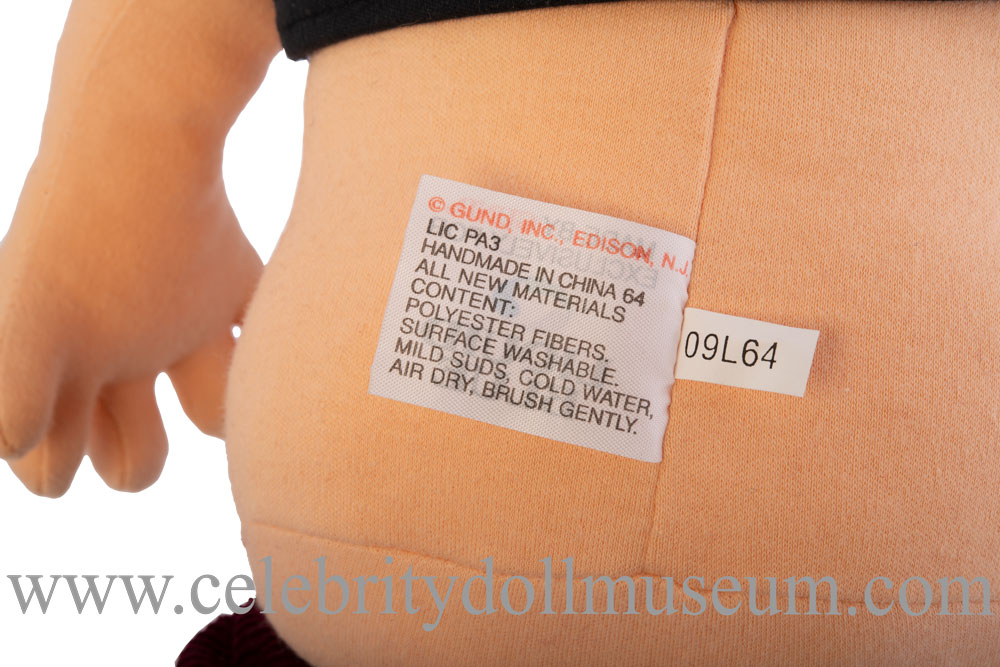 © GUND, INC., EDISON, N.J.
LIC PA3
HANDMADE IN CHINA 64
ALL NEW MATERIALS
CONTENT:
POLYESTER FIBERS.
SURFACE WASHABLE.
MILD SUDS, COLD WATER,
AIR DRY, BRUSH GENTLY.
09L64
www.celebritydollmuseum.com